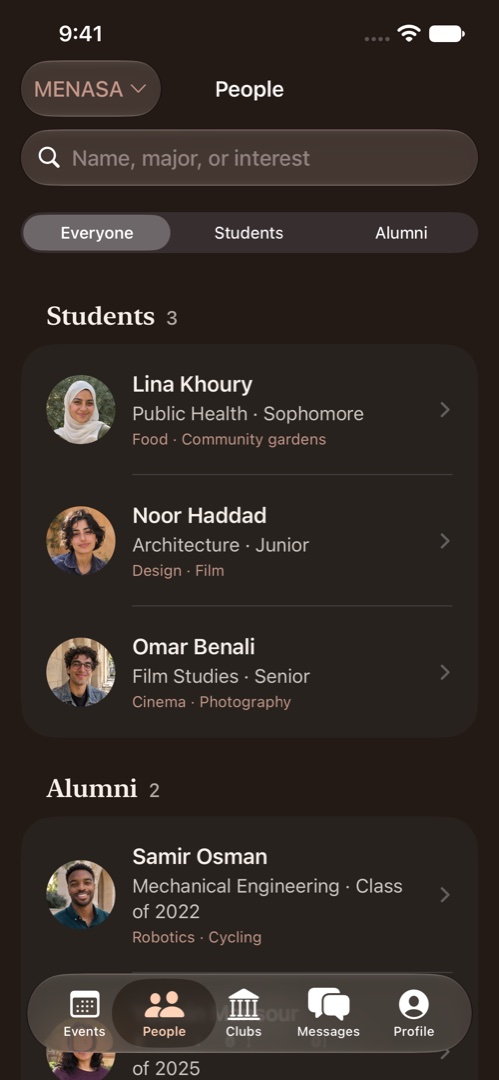 9:41
MENASA
People
Name, major, or interest
Everyone
Students
Alumni
Students 3
Lina Khoury
Public Health · Sophomore
Food · Community gardens
Noor Haddad
Architecture · Junior
Design · Film
Omar Benali
Film Studies · Senior
Cinema · Photography
Alumni 2
Samir Osman
Mechanical Engineering · Class
of 2022
Robotics · Cycling
Events
People
Clubs
Messages
Profile
of 2025